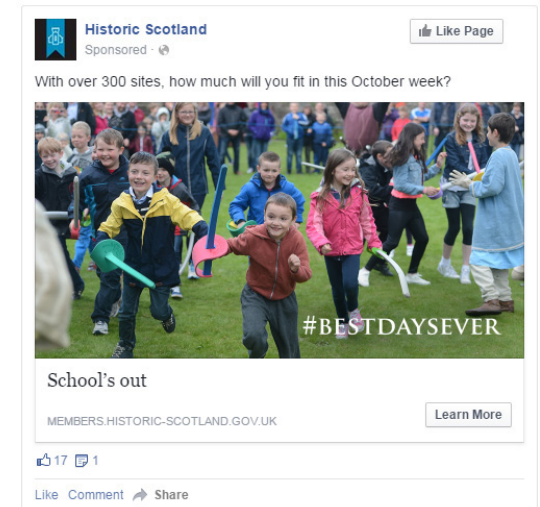 Historic Scotland
Like Page
Sponsored ·
With over 300 sites, how much will you fit in this October week?
#BESTDAYSEVER
School's out
MEMBERS.HISTORIC-SCOTLAND.GOV.UK
Learn More
17 1
Like Comment Share